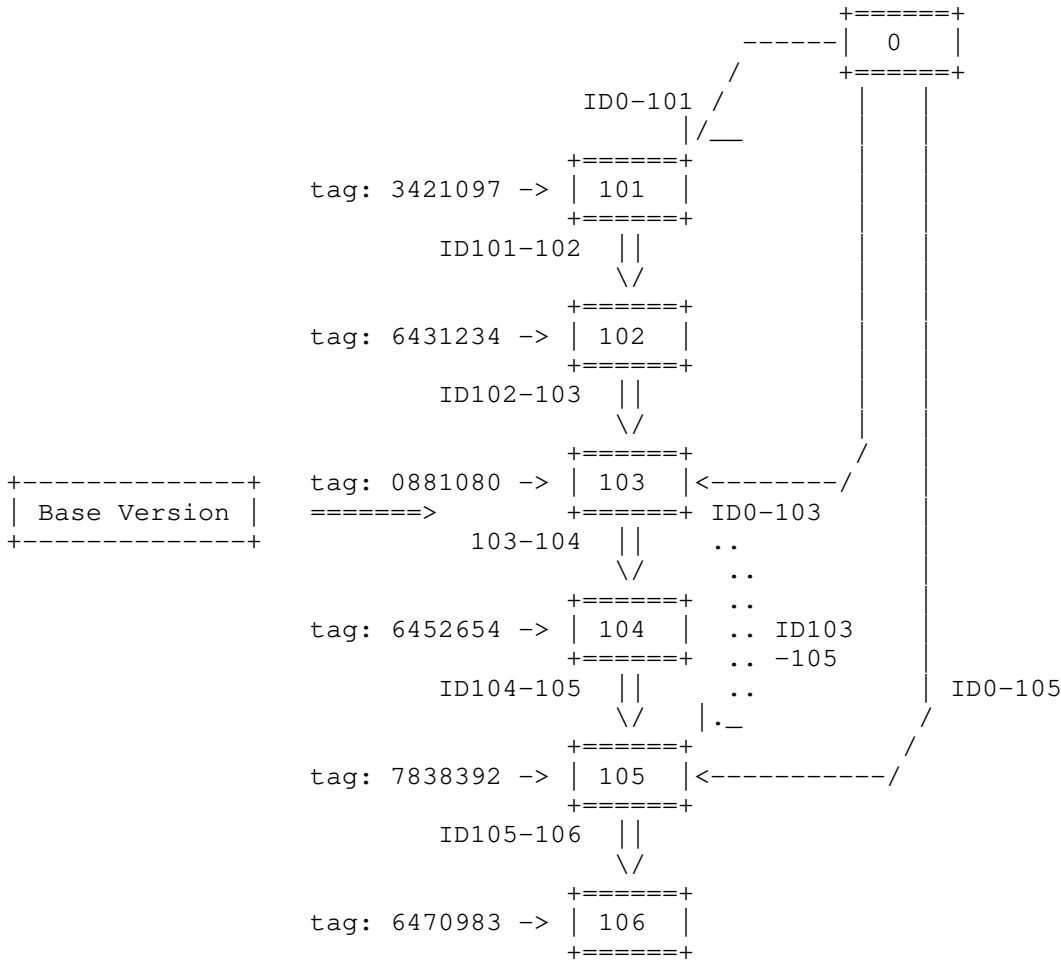 +======+
                                              ------|  0   |
                                             /       +======+
                                    ID0-101 /         |   |
                                          |/__        |   |
                                   +======+           |   |
                   tag: 3421097 -> | 101  |           |   |
                                   +======+           |   |
                           ID101-102  ||              |   |
                                      \/              |   |
                                   +======+           |   |
                   tag: 6431234 -> | 102  |           |   |
                                   +======+           |   |
                           ID102-103  ||              |   |
                                      \/              |   |
                                   +======+          /    |
+--------------+   tag: 0881080 -> | 103  |<--------/     |
| Base Version |   =======>        +======+ ID0-103       |
+--------------+             103-104  ||    ..            |
                                      \/     ..           |
                                   +======+  ..           |
                   tag: 6452654 -> | 104  |  .. ID103     |
                                   +======+  .. -105      |
                           ID104-105  ||     ..           | ID0-105
                                      \/   |._            /
                                   +======+              /
                   tag: 7838392 -> | 105  |<-----------/
                                   +======+
                           ID105-106  ||
                                      \/
                                   +======+
                   tag: 6470983 -> | 106  |
                                   +======+